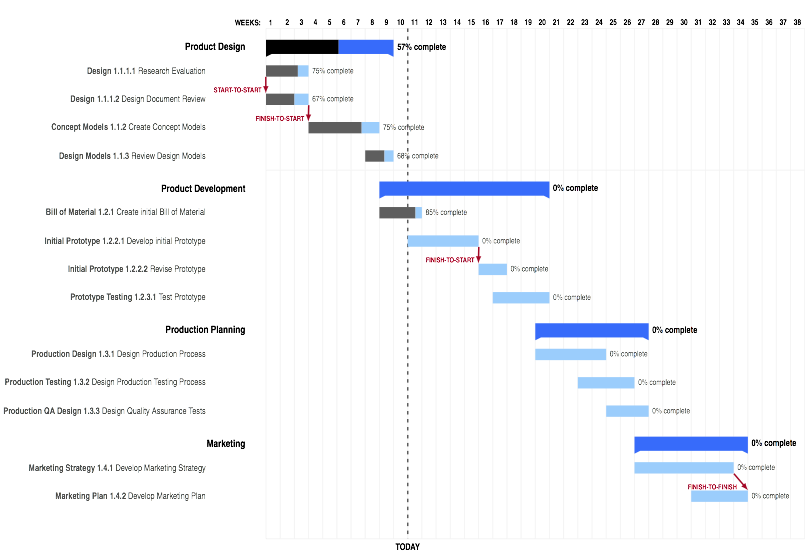 WEEKS: 1 2 3 4 5 6 7 8 9 10 11 12 13 14 15 16 17 18 19 20 21 22 23 24 25 26 27 28 29 30 31 32 33 34 35 36 37 38
Product Design 57% complete
Design 1.1.1.1 Research Evaluation 75% complete
START-TO-START
Design 1.1.1.2 Design Document Review 67% complete
FINISH-TO-START
Concept Models 1.1.2 Create Concept Models 75% complete
Design Models 1.1.3 Review Design Models 68% complete
Product Development 0% complete
Bill of Material 1.2.1 Create initial Bill of Material 85% complete
Initial Prototype 1.2.2.1 Develop initial Prototype 0% complete
FINISH-TO-START
Initial Prototype 1.2.2.2 Revise Prototype 0% complete
Prototype Testing 1.2.3.1 Test Prototype 0% complete
Production Planning 0% complete
Production Design 1.3.1 Design Production Process 0% complete
Production Testing 1.3.2 Design Production Testing Process 0% complete
Production QA Design 1.3.3 Design Quality Assurance Tests 0% complete
Marketing 0% complete
Marketing Strategy 1.4.1 Develop Marketing Strategy 0% complete
FINISH-TO-FINISH
Marketing Plan 1.4.2 Develop Marketing Plan 0% complete
TODAY